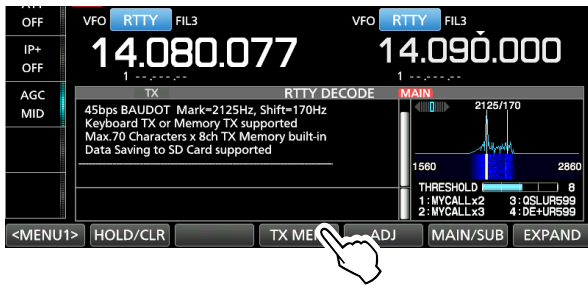 OFF
VFO RTTY FIL3
VFO RTTY FIL3
IP+
OFF
14.080.077
14.090.000
1 --.---.--
1 --.---.--
AGC
MID
TX RTTY DECODE MAIN
45bps BAUDOT Mark=2125Hz, Shift=170Hz
Keyboard TX or Memory TX supported
Max.70 Characters x 8ch TX Memory built-in
Data Saving to SD Card supported
2125/170
1560 2860
THRESHOLD 8
1:MYCALLx2 3:QSLUR599
2:MYCALLx3 4:DE+UR599
<MENU1> HOLD/CLR TX MEM ADJ MAIN/SUB EXPAND